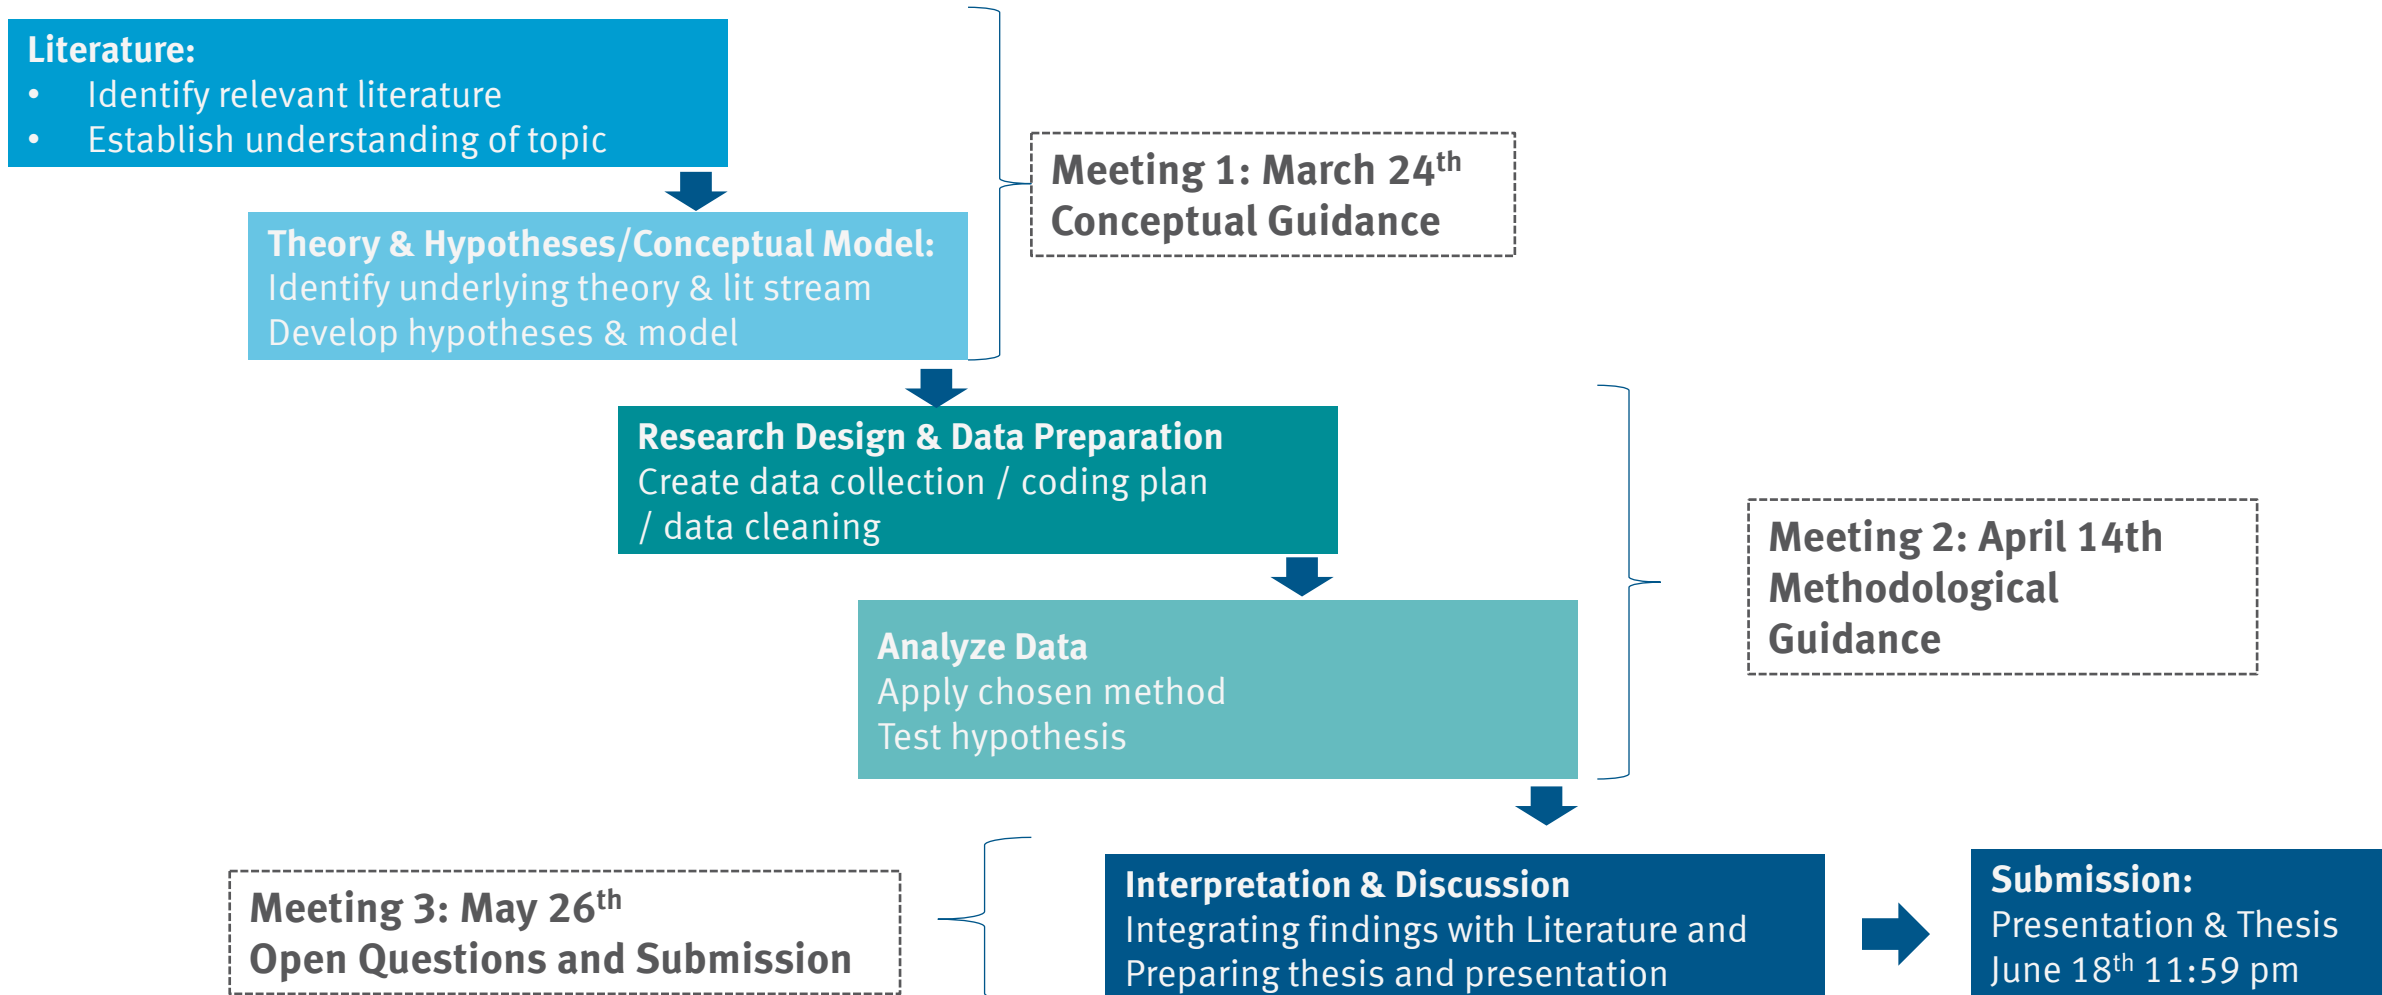 Literature:
• Identify relevant literature
• Establish understanding of topic
Meeting 1: March 24th
Conceptual Guidance
Theory & Hypotheses/Conceptual Model:
Identify underlying theory & lit stream
Develop hypotheses & model
Research Design & Data Preparation
Create data collection / coding plan
/ data cleaning
Meeting 2: April 14th
Methodological
Guidance
Analyze Data
Apply chosen method
Test hypothesis
Meeting 3: May 26th
Open Questions and Submission
Interpretation & Discussion
Integrating findings with Literature and
Preparing thesis and presentation
Submission:
Presentation & Thesis
June 18th 11:59 pm